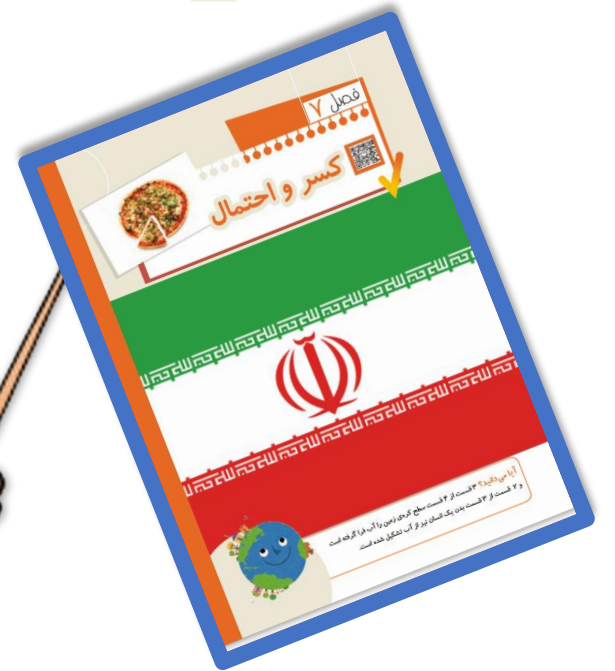 فصل ۷
کسر و احتمال
آیا می‌دانید؟ ۳ قسمت از ۴ قسمت سطح کره‌ی زمین را آب فرا گرفته است
و ۲ قسمت از ۳ قسمت بدن یک انسان نیز از آب تشکیل شده است.